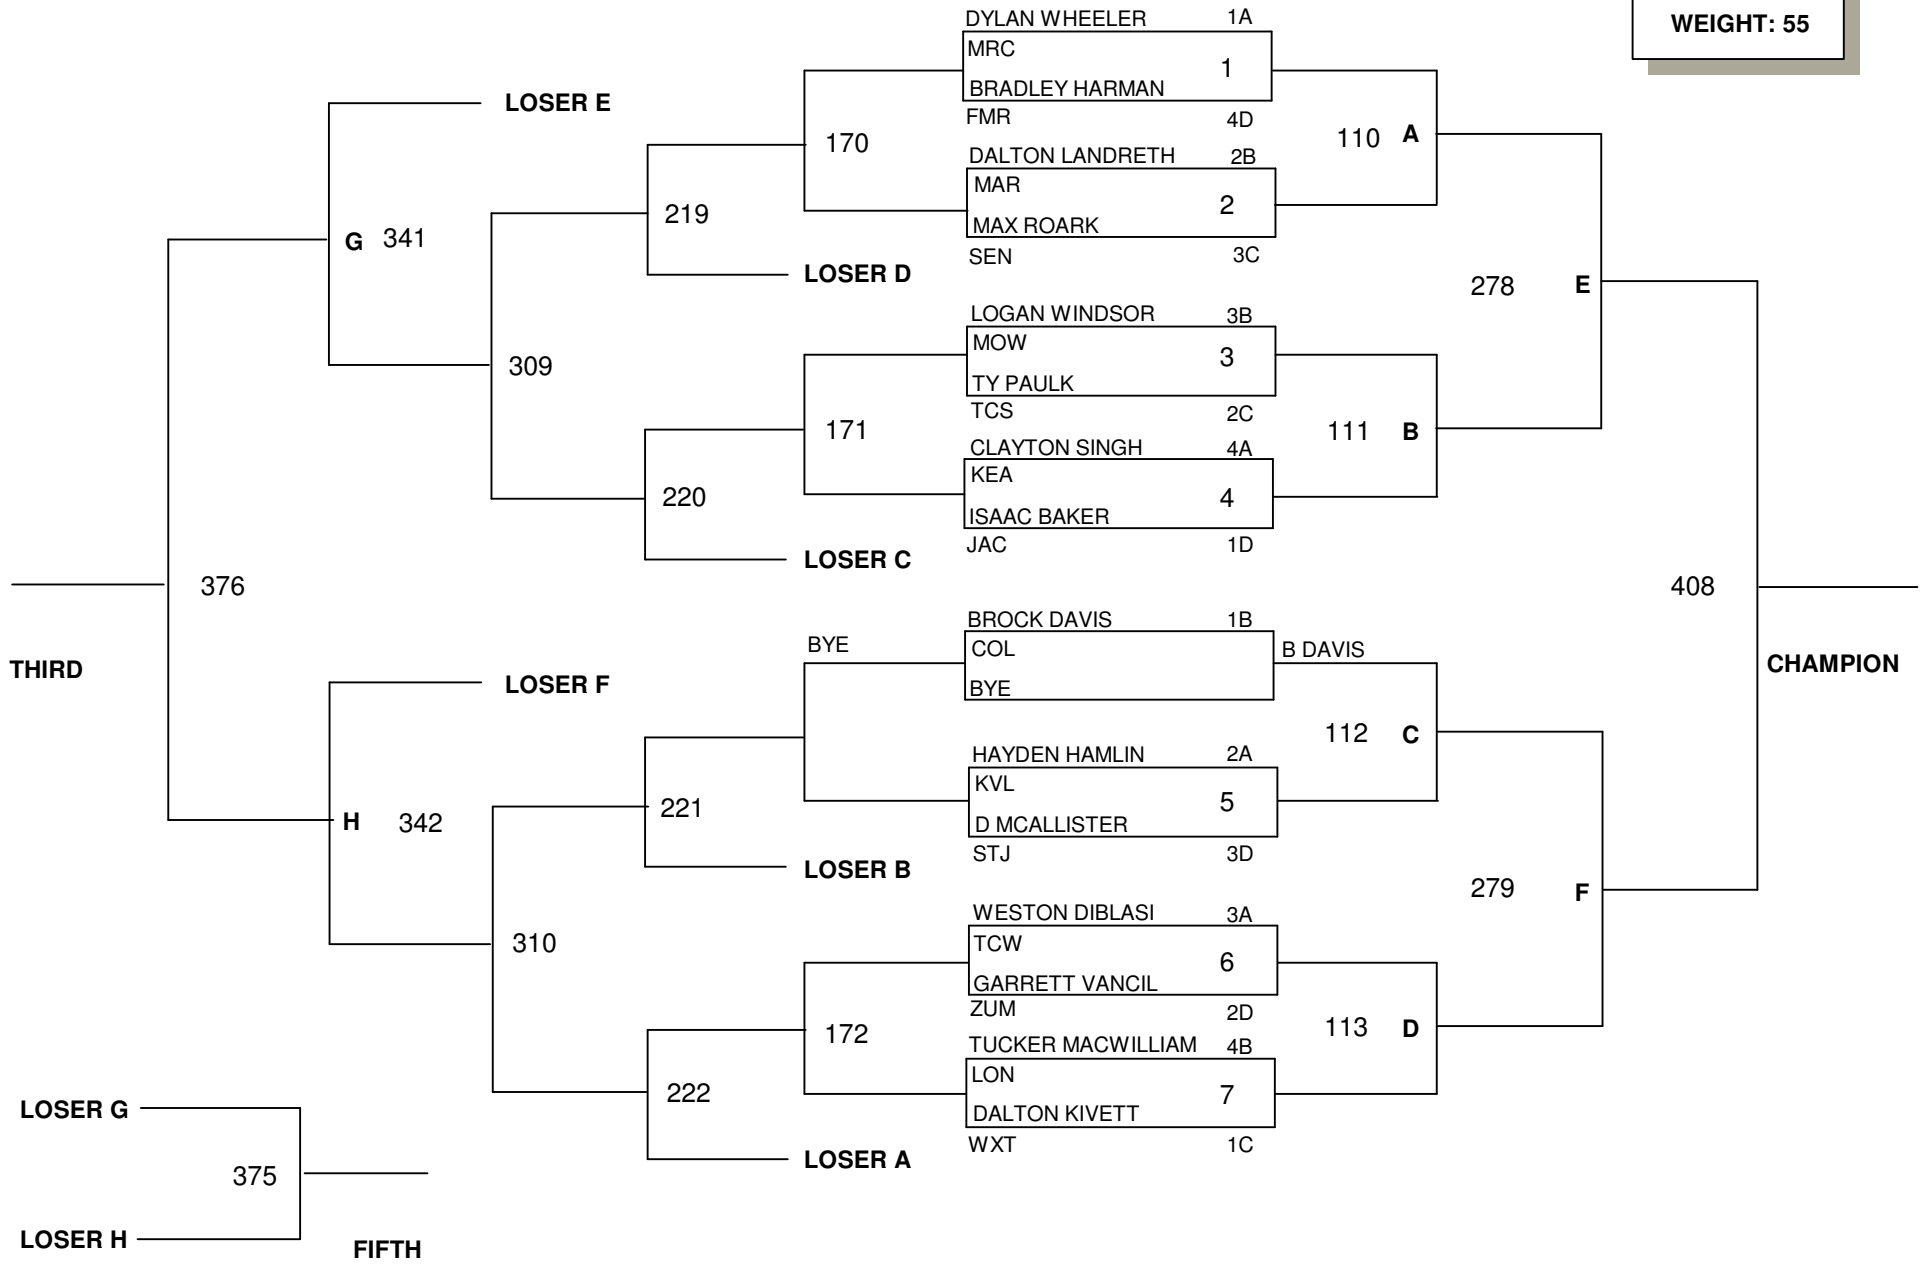 WEIGHT: 55
DYLAN WHEELER 1A
MRC
1
BRADLEY HARMAN
FMR 4D
DALTON LANDRETH 2B
MAR
2
MAX ROARK
SEN 3C
LOGAN WINDSOR 3B
MOW
3
TY PAULK
TCS 2C
CLAYTON SINGH 4A
KEA
4
ISAAC BAKER
JAC 1D
BROCK DAVIS 1B
COL
BYE
HAYDEN HAMLIN 2A
KVL
5
D MCALLISTER
STJ 3D
WESTON DIBLASI 3A
TCW
6
GARRETT VANCIL
ZUM 2D
TUCKER MACWILLIAM 4B
LON
7
DALTON KIVETT
WXT 1C
110 A
111 B
B DAVIS
112 C
113 D
278 E
279 F
408
CHAMPION
170
171
BYE
172
219
LOSER D
220
LOSER C
221
LOSER B
222
LOSER A
309
310
LOSER E
G 341
LOSER F
H 342
376
THIRD
LOSER G
375
LOSER H
FIFTH